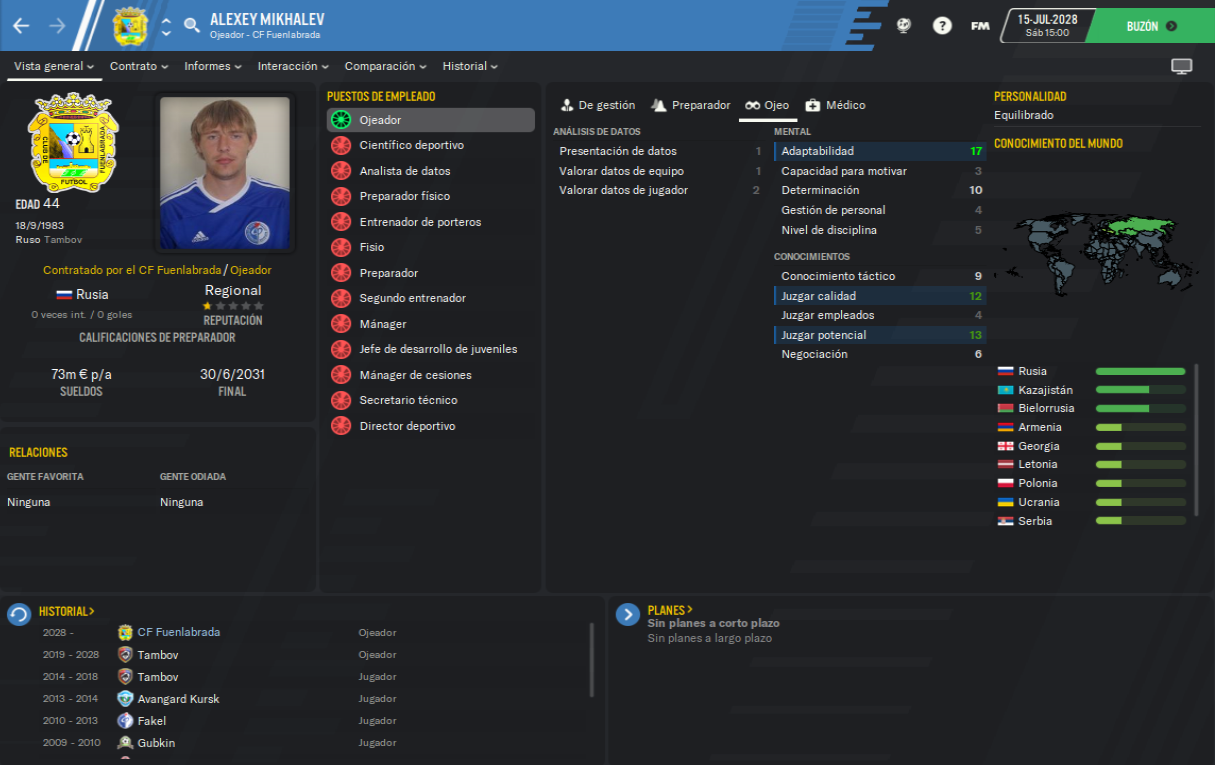 ALEXEY MIKHALEV
Ojeador - CF Fuenlabrada
?
FM
15-JUL-2028
Sáb 15:00
BUZÓN
Vista general
Contrato
Informes
Interacción
Comparación
Historial
CLUB DE FUENLABRADA
FUTBOL
EDAD 44
18/9/1983
Ruso Tambov
Contratado por el CF Fuenlabrada / Ojeador
Rusia
0 veces int. / 0 goles
Regional
REPUTACIÓN
CALIFICACIONES DE PREPARADOR
73m € p/a
SUELDOS
30/6/2031
FINAL
RELACIONES
GENTE FAVORITA
GENTE ODIADA
Ninguna
Ninguna
PUESTOS DE EMPLEADO
Ojeador
Científico deportivo
Analista de datos
Preparador físico
Entrenador de porteros
Fisio
Preparador
Segundo entrenador
Mánager
Jefe de desarrollo de juveniles
Mánager de cesiones
Secretario técnico
Director deportivo
De gestión
Preparador
Ojeo
Médico
ANÁLISIS DE DATOS
Presentación de datos 1
Valorar datos de equipo 1
Valorar datos de jugador 2
MENTAL
Adaptabilidad 17
Capacidad para motivar 3
Determinación 10
Gestión de personal 4
Nivel de disciplina 5
CONOCIMIENTOS
Conocimiento táctico 9
Juzgar calidad 12
Juzgar empleados 4
Juzgar potencial 13
Negociación 6
PERSONALIDAD
Equilibrado
CONOCIMIENTO DEL MUNDO
Rusia
Kazajistán
Bielorrusia
Armenia
Georgia
Letonia
Polonia
Ucrania
Serbia
HISTORIAL >
2028 - CF Fuenlabrada Ojeador
2019 - 2028 Tambov Ojeador
2014 - 2018 Tambov Jugador
2013 - 2014 Avangard Kursk Jugador
2010 - 2013 Fakel Jugador
2009 - 2010 Gubkin Jugador
PLANES >
Sin planes a corto plazo
Sin planes a largo plazo